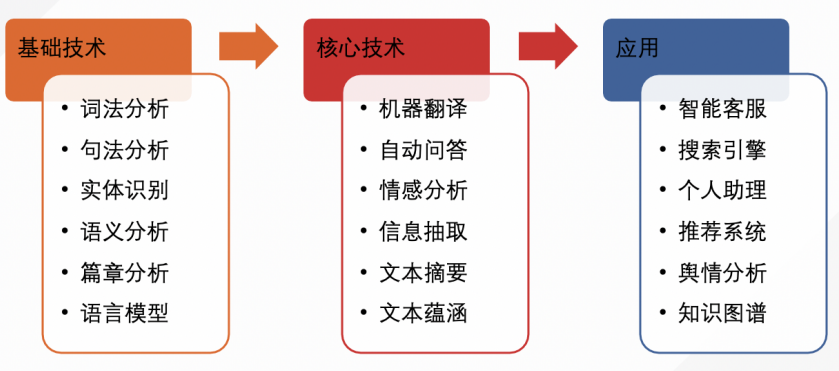 基础技术
• 词法分析
• 句法分析
• 实体识别
• 语义分析
• 篇章分析
• 语言模型
核心技术
• 机器翻译
• 自动问答
• 情感分析
• 信息抽取
• 文本摘要
• 文本蕴涵
应用
• 智能客服
• 搜索引擎
• 个人助理
• 推荐系统
• 舆情分析
• 知识图谱